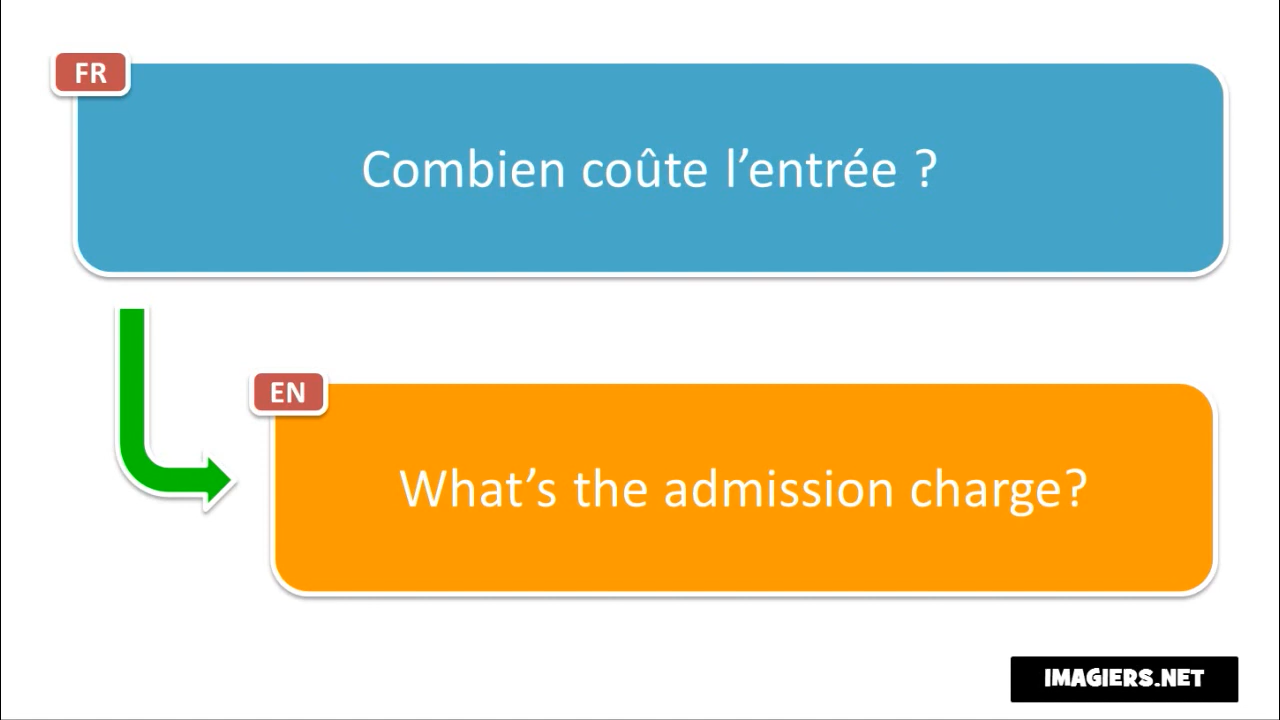 FR
Combien coûte l’entrée ?
EN
What’s the admission charge?
IMAGIERS.NET